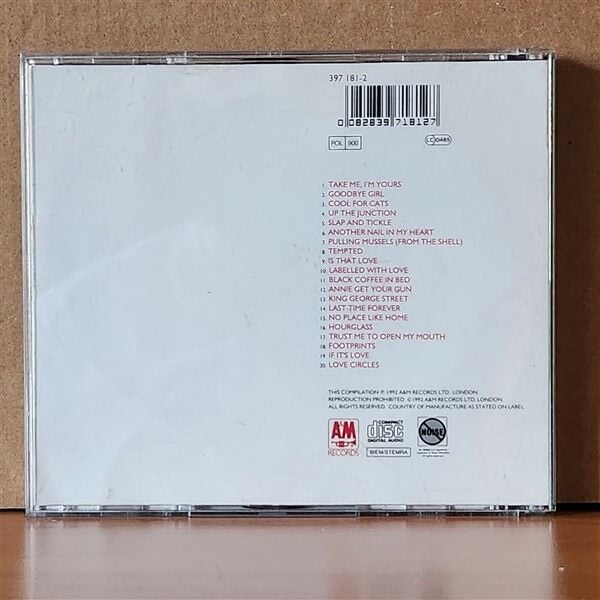 397 181-2
0 082839 718127
POL 900
LC 0485
1. TAKE ME, I'M YOURS
2. GOODBYE GIRL
3. COOL FOR CATS
4. UP THE JUNCTION
5. SLAP AND TICKLE
6. ANOTHER NAIL IN MY HEART
7. PULLING MUSSELS (FROM THE SHELL)
8. TEMPTED
9. IS THAT LOVE
10. LABELLED WITH LOVE
11. BLACK COFFEE IN BED
12. ANNIE GET YOUR GUN
13. KING GEORGE STREET
14. LAST TIME FOREVER
15. NO PLACE LIKE HOME
16. HOURGLASS
17. TRUST ME TO OPEN MY MOUTH
18. FOOTPRINTS
19. IF IT'S LOVE
20. LOVE CIRCLES
THIS COMPILATION ℗ 1992 A&M RECORDS LTD. LONDON.
REPRODUCTION PROHIBITED. © 1992 A&M RECORDS LTD. LONDON.
ALL RIGHTS RESERVED. COUNTRY OF MANUFACTURE AS STATED ON LABEL
A&M
RECORDS
COMPACT
disc
DIGITAL AUDIO
BIEM/STEMRA
NOISE